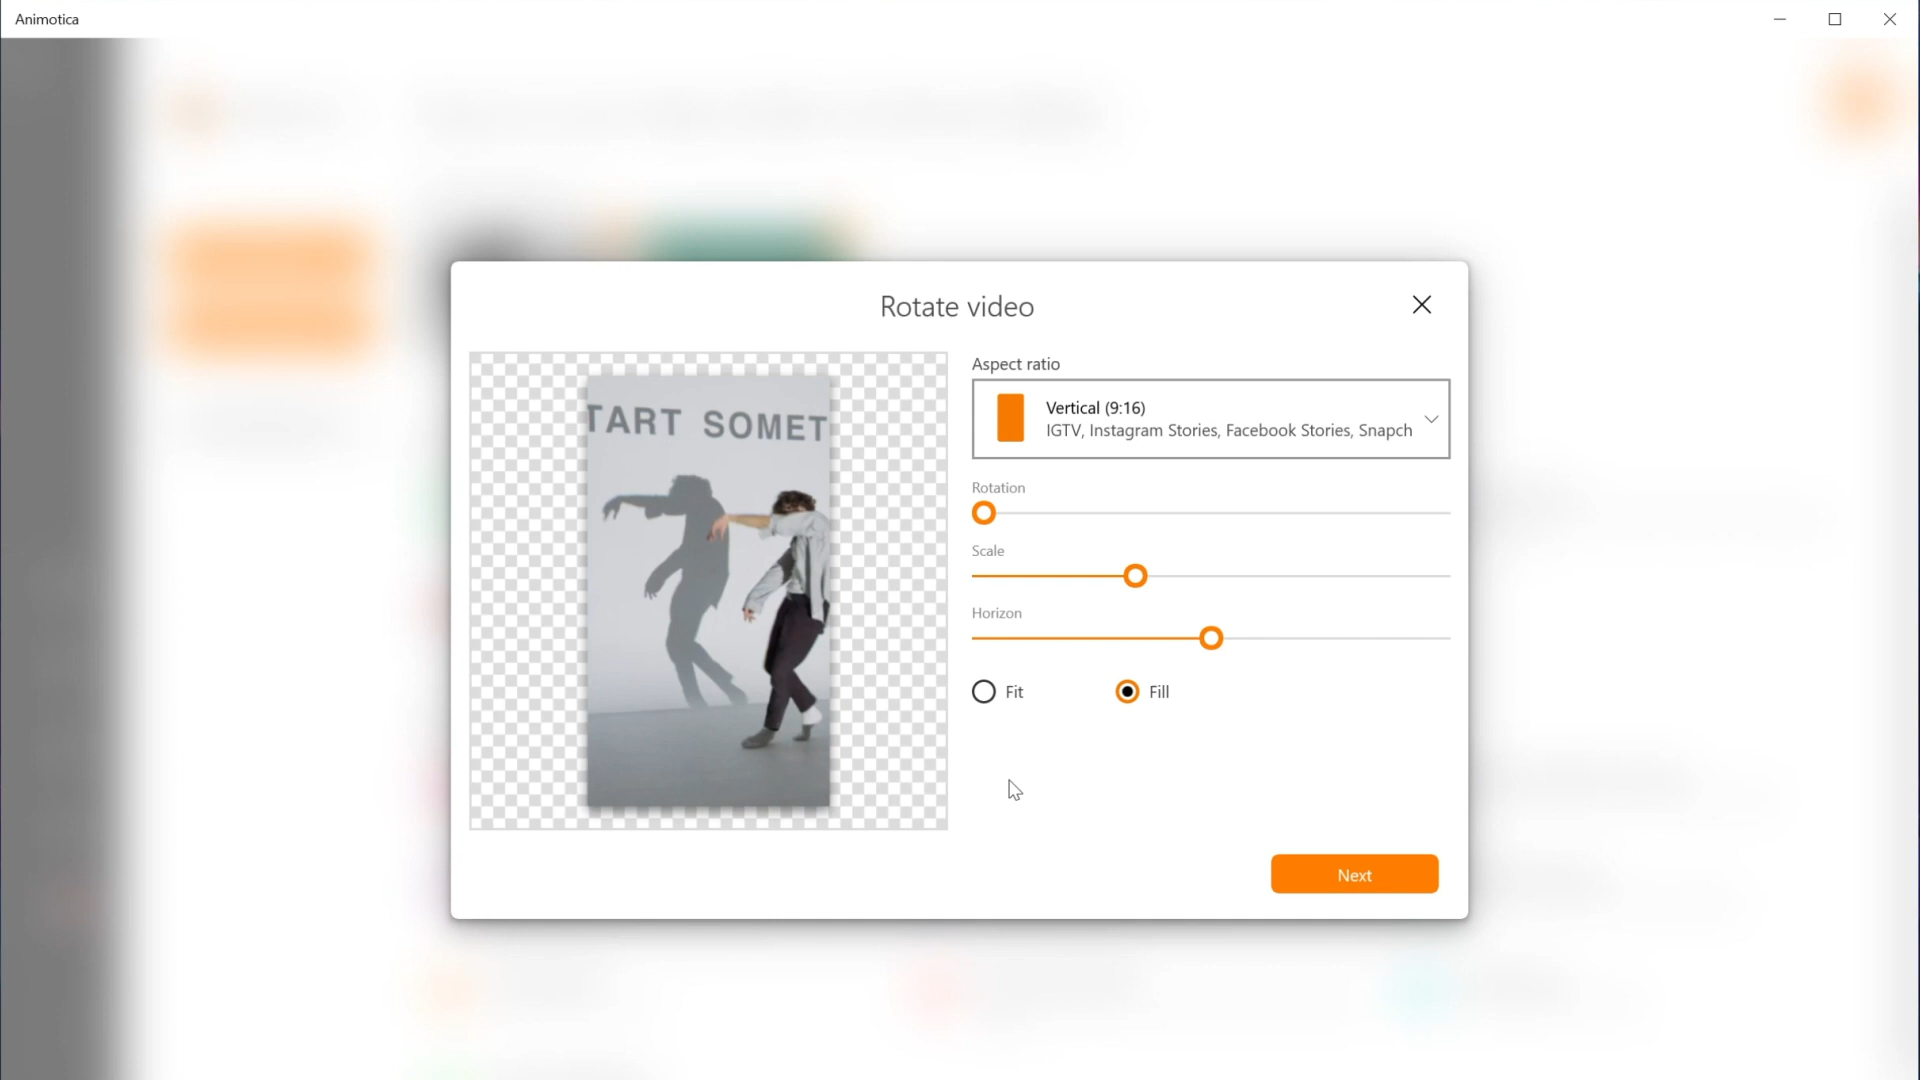 Animotica
Rotate video
TART SOMET
Aspect ratio
Vertical (9:16)
IGTV, Instagram Stories, Facebook Stories, Snapch
Rotation
Scale
Horizon
Fit
Fill
Next